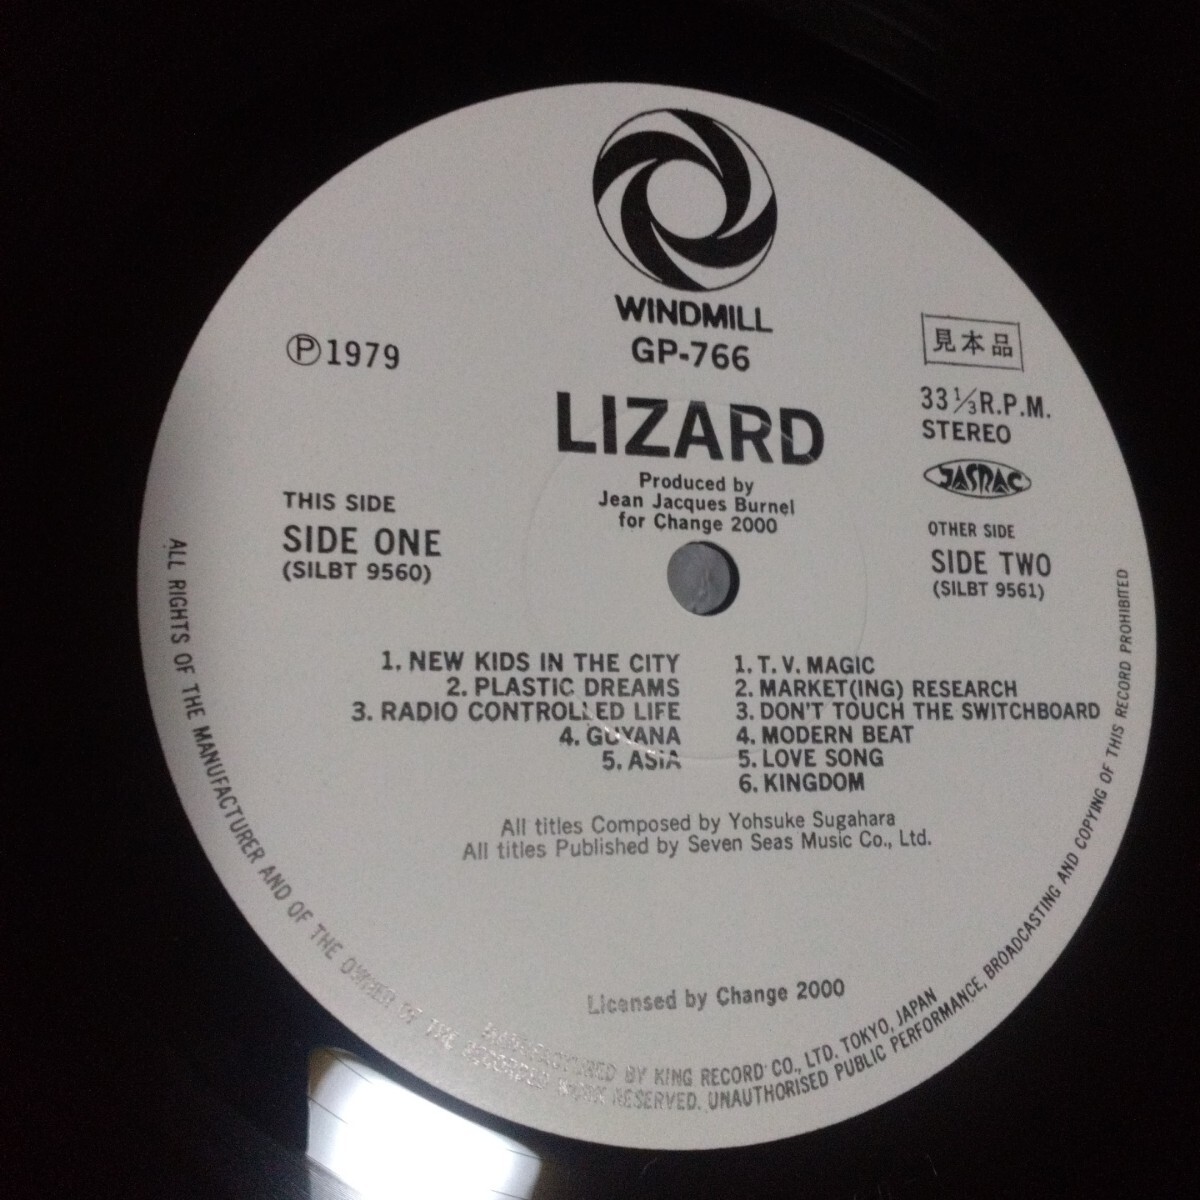 WINDMILL
GP-766
LIZARD
Produced by
Jean Jacques Burnel
for Change 2000
℗1979
THIS SIDE
SIDE ONE
(SILBT 9560)
見本品
33 1/3 R.P.M.
STEREO
JASRAC
OTHER SIDE
SIDE TWO
(SILBT 9561)
1. NEW KIDS IN THE CITY
2. PLASTIC DREAMS
3. RADIO CONTROLLED LIFE
4. GUYANA
5. ASIA
1. T. V. MAGIC
2. MARKET(ING) RESEARCH
3. DON'T TOUCH THE SWITCHBOARD
4. MODERN BEAT
5. LOVE SONG
6. KINGDOM
All titles Composed by Yohsuke Sugahara
All titles Published by Seven Seas Music Co., Ltd.
Licensed by Change 2000
MANUFACTURED BY KING RECORD CO., LTD. TOKYO, JAPAN
ALL RIGHTS OF THE MANUFACTURER AND OF THE OWNER OF THE RECORDED WORK RESERVED. UNAUTHORISED PUBLIC PERFORMANCE, BROADCASTING AND COPYING OF THIS RECORD PROHIBITED